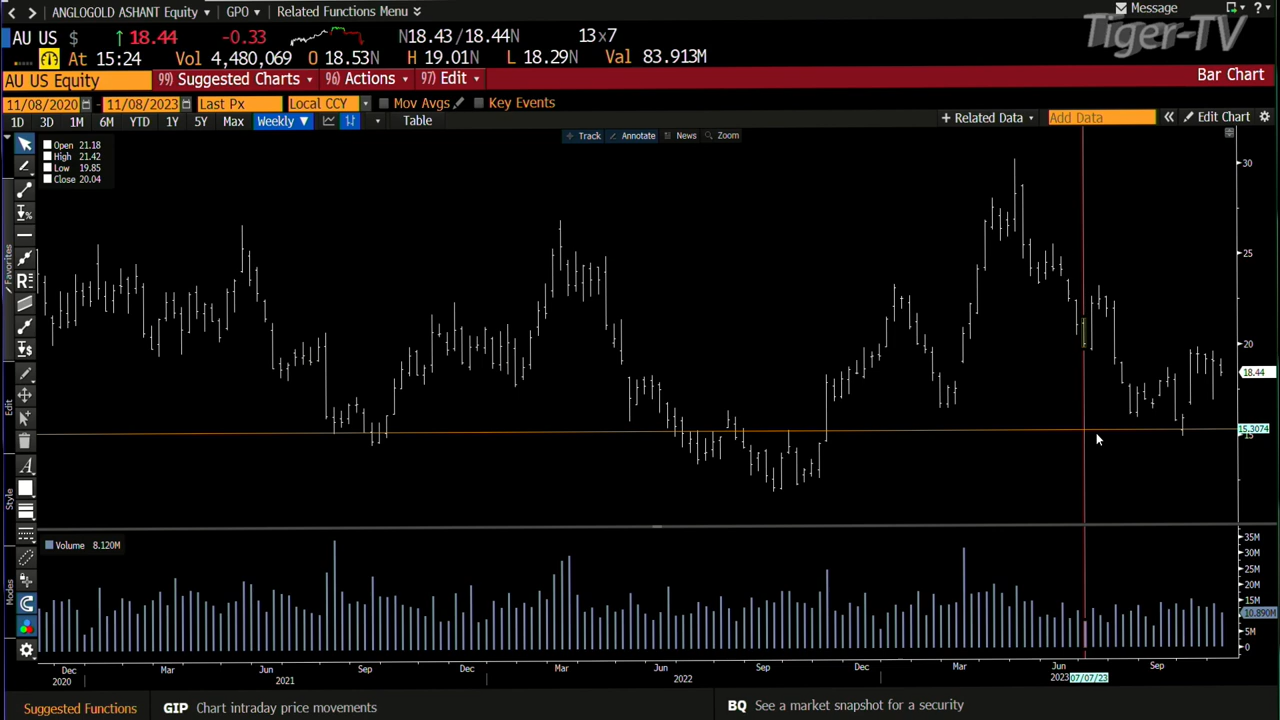 ANGLOGOLD ASHANT Equity GPO Related Functions Menu Message ?
Tiger-TV
AU US $ 18.44 -0.33 N18.43 /18.44N 13x7
At 15:24 Vol 4,480,069 O 18.53N H 19.01N L 18.29N Val 83.913M
AU US Equity 99) Suggested Charts 96) Actions 97) Edit Bar Chart
11/08/2020 - 11/08/2023 Last Px Local CCY Mov Avgs Key Events
1D 3D 1M 6M YTD 1Y 5Y Max Weekly Table + Related Data Add Data Edit Chart
Track Annotate News Zoom
Open 21.18
High 21.42
Low 19.85
Close 20.04
Favorites
Edit
Style
Modes
30
25
20
18.44
15.3074
15
Volume 8.120M
35M
30M
25M
20M
15M
10.890M
5M
0
Dec Mar Jun Sep Dec Mar Jun Sep Dec Mar Jun Sep
2020 2021 2022 2023 07/07/23
Suggested Functions GIP Chart intraday price movements BQ See a market snapshot for a security